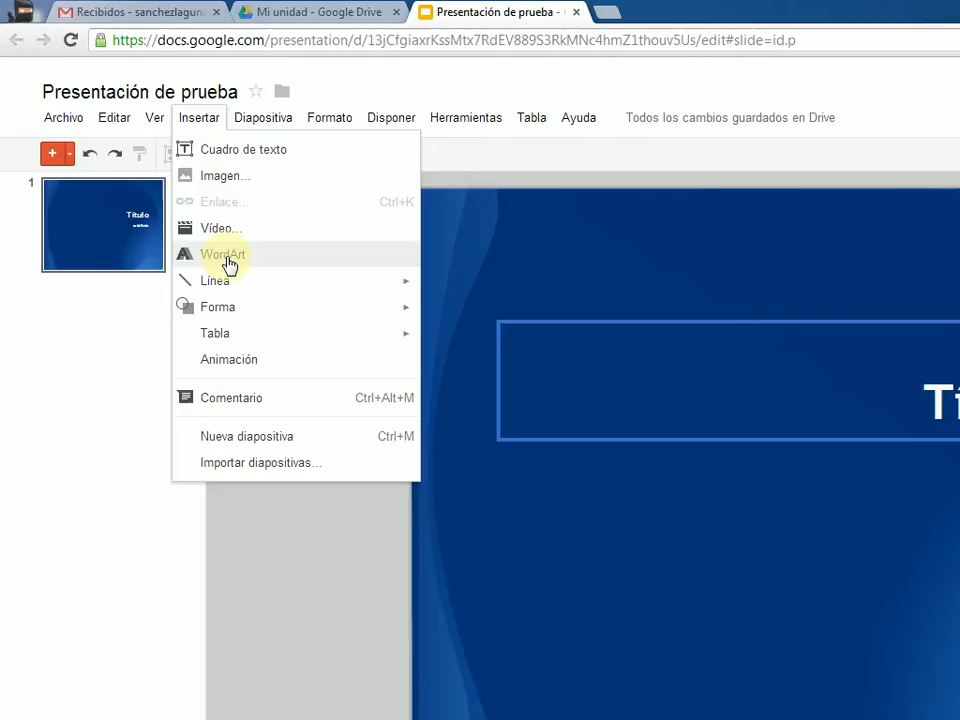 Recibidos - sanchezlagun
Mi unidad - Google Drive
Presentación de prueba -
https://docs.google.com/presentation/d/13jCfgiaxrKssMtx7RdEV889S3RkMNc4hmZ1thouv5Us/edit#slide=id.p
Presentación de prueba
Archivo Editar Ver Insertar Diapositiva Formato Disponer Herramientas Tabla Ayuda Todos los cambios guardados en Drive
Cuadro de texto
Imagen...
Enlace... Ctrl+K
Vídeo...
WordArt
Línea
Forma
Tabla
Animación
Comentario Ctrl+Alt+M
Nueva diapositiva Ctrl+M
Importar diapositivas...
1
Título
Tí